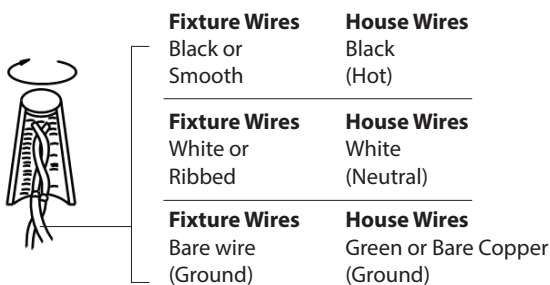 Fixture Wires House Wires
Black or Black
Smooth (Hot)
Fixture Wires House Wires
White or White
Ribbed (Neutral)
Fixture Wires House Wires
Bare wire Green or Bare Copper
(Ground) (Ground)